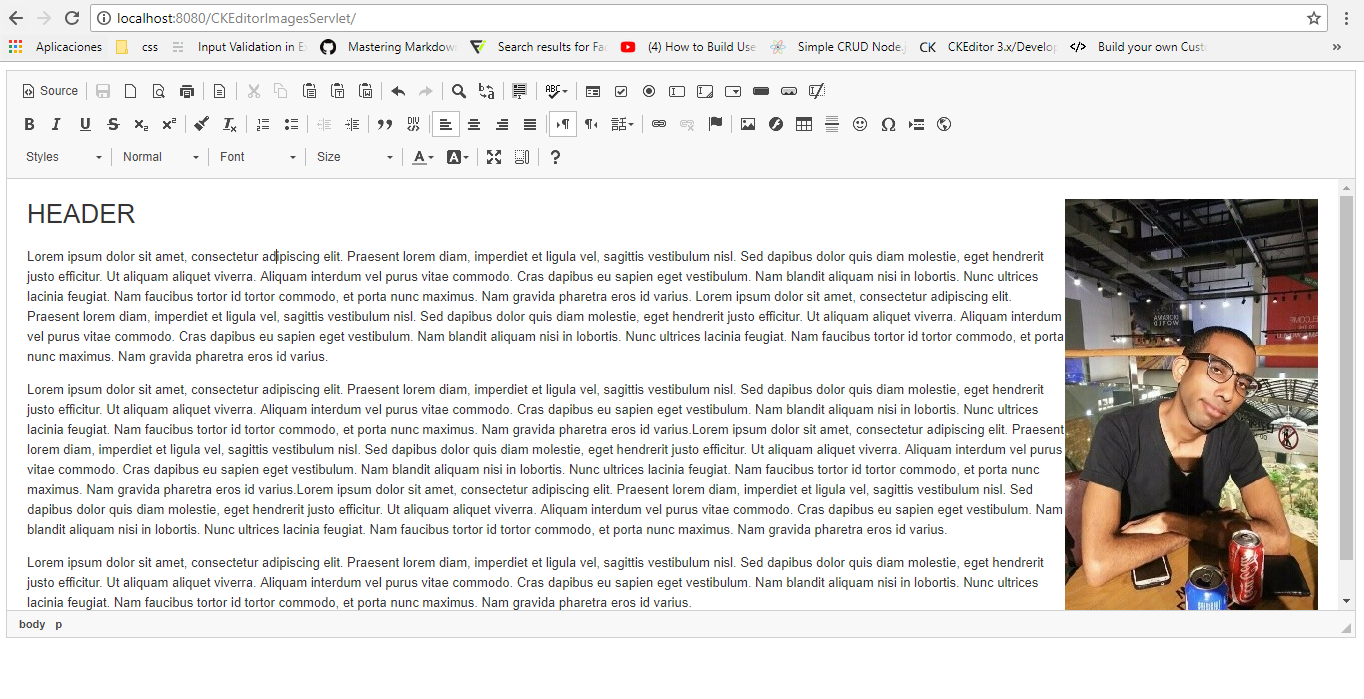 localhost:8080/CKEditorImagesServlet/
Aplicaciones css Input Validation in E Mastering Markdow Search results for Fa (4) How to Build Use Simple CRUD Node.j CK CKEditor 3.x/Develop Build your own Cust »
Source ABC
B I U S x₂ x² Iₓ DIV
Styles Normal Font Size A A ?
HEADER
Lorem ipsum dolor sit amet, consectetur adipiscing elit. Praesent lorem diam, imperdiet et ligula vel, sagittis vestibulum nisl. Sed dapibus dolor quis diam molestie, eget hendrerit
justo efficitur. Ut aliquam aliquet viverra. Aliquam interdum vel purus vitae commodo. Cras dapibus eu sapien eget vestibulum. Nam blandit aliquam nisi in lobortis. Nunc ultrices
lacinia feugiat. Nam faucibus tortor id tortor commodo, et porta nunc maximus. Nam gravida pharetra eros id varius. Lorem ipsum dolor sit amet, consectetur adipiscing elit.
Praesent lorem diam, imperdiet et ligula vel, sagittis vestibulum nisl. Sed dapibus dolor quis diam molestie, eget hendrerit justo efficitur. Ut aliquam aliquet viverra. Aliquam interdum
vel purus vitae commodo. Cras dapibus eu sapien eget vestibulum. Nam blandit aliquam nisi in lobortis. Nunc ultrices lacinia feugiat. Nam faucibus tortor id tortor commodo, et porta
nunc maximus. Nam gravida pharetra eros id varius.
Lorem ipsum dolor sit amet, consectetur adipiscing elit. Praesent lorem diam, imperdiet et ligula vel, sagittis vestibulum nisl. Sed dapibus dolor quis diam molestie, eget hendrerit
justo efficitur. Ut aliquam aliquet viverra. Aliquam interdum vel purus vitae commodo. Cras dapibus eu sapien eget vestibulum. Nam blandit aliquam nisi in lobortis. Nunc ultrices
lacinia feugiat. Nam faucibus tortor id tortor commodo, et porta nunc maximus. Nam gravida pharetra eros id varius.Lorem ipsum dolor sit amet, consectetur adipiscing elit. Praesent
lorem diam, imperdiet et ligula vel, sagittis vestibulum nisl. Sed dapibus dolor quis diam molestie, eget hendrerit justo efficitur. Ut aliquam aliquet viverra. Aliquam interdum vel purus
vitae commodo. Cras dapibus eu sapien eget vestibulum. Nam blandit aliquam nisi in lobortis. Nunc ultrices lacinia feugiat. Nam faucibus tortor id tortor commodo, et porta nunc
maximus. Nam gravida pharetra eros id varius.Lorem ipsum dolor sit amet, consectetur adipiscing elit. Praesent lorem diam, imperdiet et ligula vel, sagittis vestibulum nisl. Sed
dapibus dolor quis diam molestie, eget hendrerit justo efficitur. Ut aliquam aliquet viverra. Aliquam interdum vel purus vitae commodo. Cras dapibus eu sapien eget vestibulum. Nam
blandit aliquam nisi in lobortis. Nunc ultrices lacinia feugiat. Nam faucibus tortor id tortor commodo, et porta nunc maximus. Nam gravida pharetra eros id varius.
Lorem ipsum dolor sit amet, consectetur adipiscing elit. Praesent lorem diam, imperdiet et ligula vel, sagittis vestibulum nisl. Sed dapibus dolor quis diam molestie, eget hendrerit
justo efficitur. Ut aliquam aliquet viverra. Aliquam interdum vel purus vitae commodo. Cras dapibus eu sapien eget vestibulum. Nam blandit aliquam nisi in lobortis. Nunc ultrices
lacinia feugiat. Nam faucibus tortor id tortor commodo, et porta nunc maximus. Nam gravida pharetra eros id varius.
body p